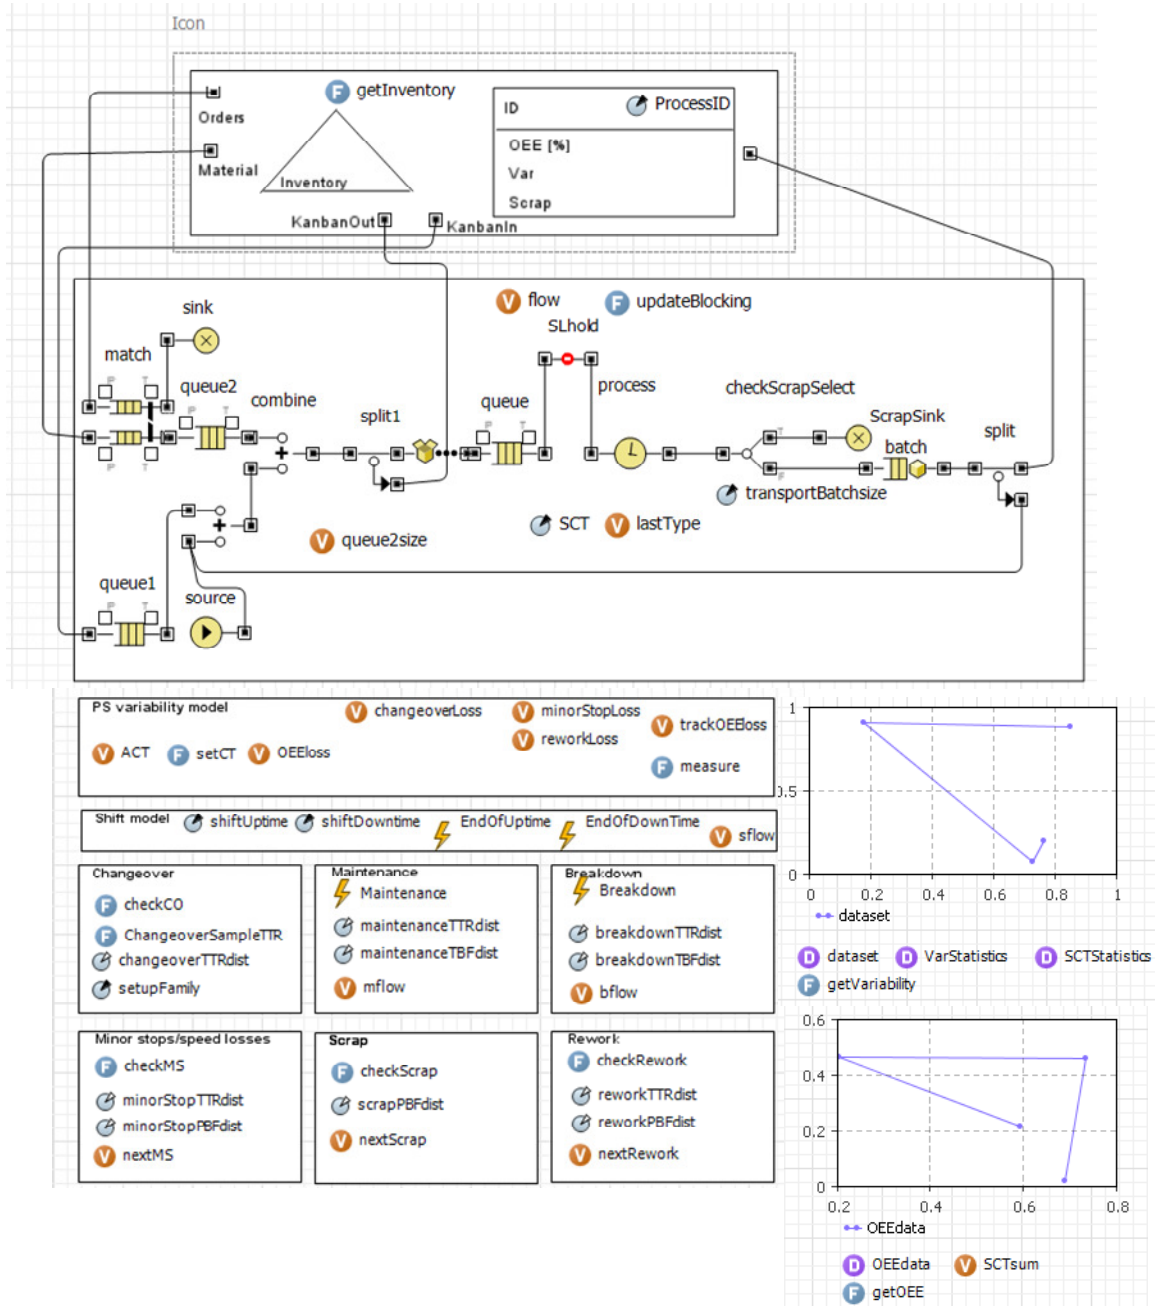 Icon
getInventory
Orders
Material
Inventory
KanbanOut
KanbanIn
ID
ProcessID
OEE [%]
Var
Scrap
flow
updateBlocking
sink
SLhold
match
P T
queue2
P T
combine
split1
queue
P T
process
checkScrapSelect
T
F
ScrapSink
batch
split
transportBatchsize
P T
SCT
lastType
queue2size
queue1
P T
source
PS variability model
changeoverLoss
minorStopLoss
reworkLoss
trackOEEloss
ACT
setCT
OEEloss
measure
Shift model
shiftUptime
shiftDowntime
EndOfUptime
EndOfDownTime
sflow
Changeover
checkCO
ChangeoverSampleTTR
changeoverTTRdist
setupFamily
Maintenance
Maintenance
maintenanceTTRdist
maintenanceTBFdist
mflow
Breakdown
Breakdown
breakdownTTRdist
breakdownTBFdist
bflow
Minor stops/speed losses
checkMS
minorStopTTRdist
minorStopPBFdist
nextMS
Scrap
checkScrap
scrapPBFdist
nextScrap
Rework
checkRework
reworkTTRdist
reworkPBFdist
nextRework
1
0.5
0
0 0.2 0.4 0.6 0.8 1
dataset
dataset
VarStatistics
SCTStatistics
getVariability
0.6
0.4
0.2
0
0.2 0.4 0.6 0.8
OEEdata
OEEdata
SCTsum
getOEE